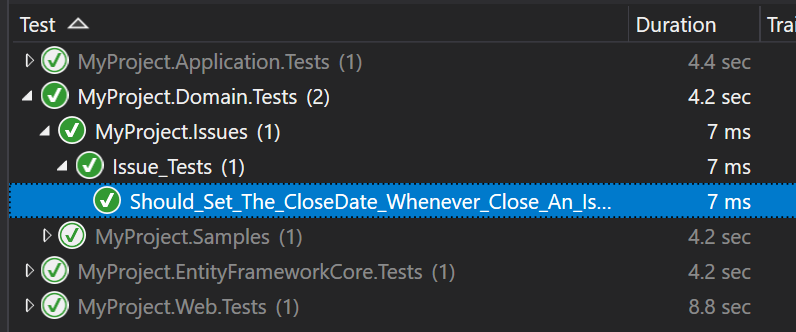 Test Duration Trai
MyProject.Application.Tests (1) 4.4 sec
MyProject.Domain.Tests (2) 4.2 sec
MyProject.Issues (1) 7 ms
Issue_Tests (1) 7 ms
Should_Set_The_CloseDate_Whenever_Close_An_Is... 7 ms
MyProject.Samples (1) 4.2 sec
MyProject.EntityFrameworkCore.Tests (1) 4.2 sec
MyProject.Web.Tests (1) 8.8 sec